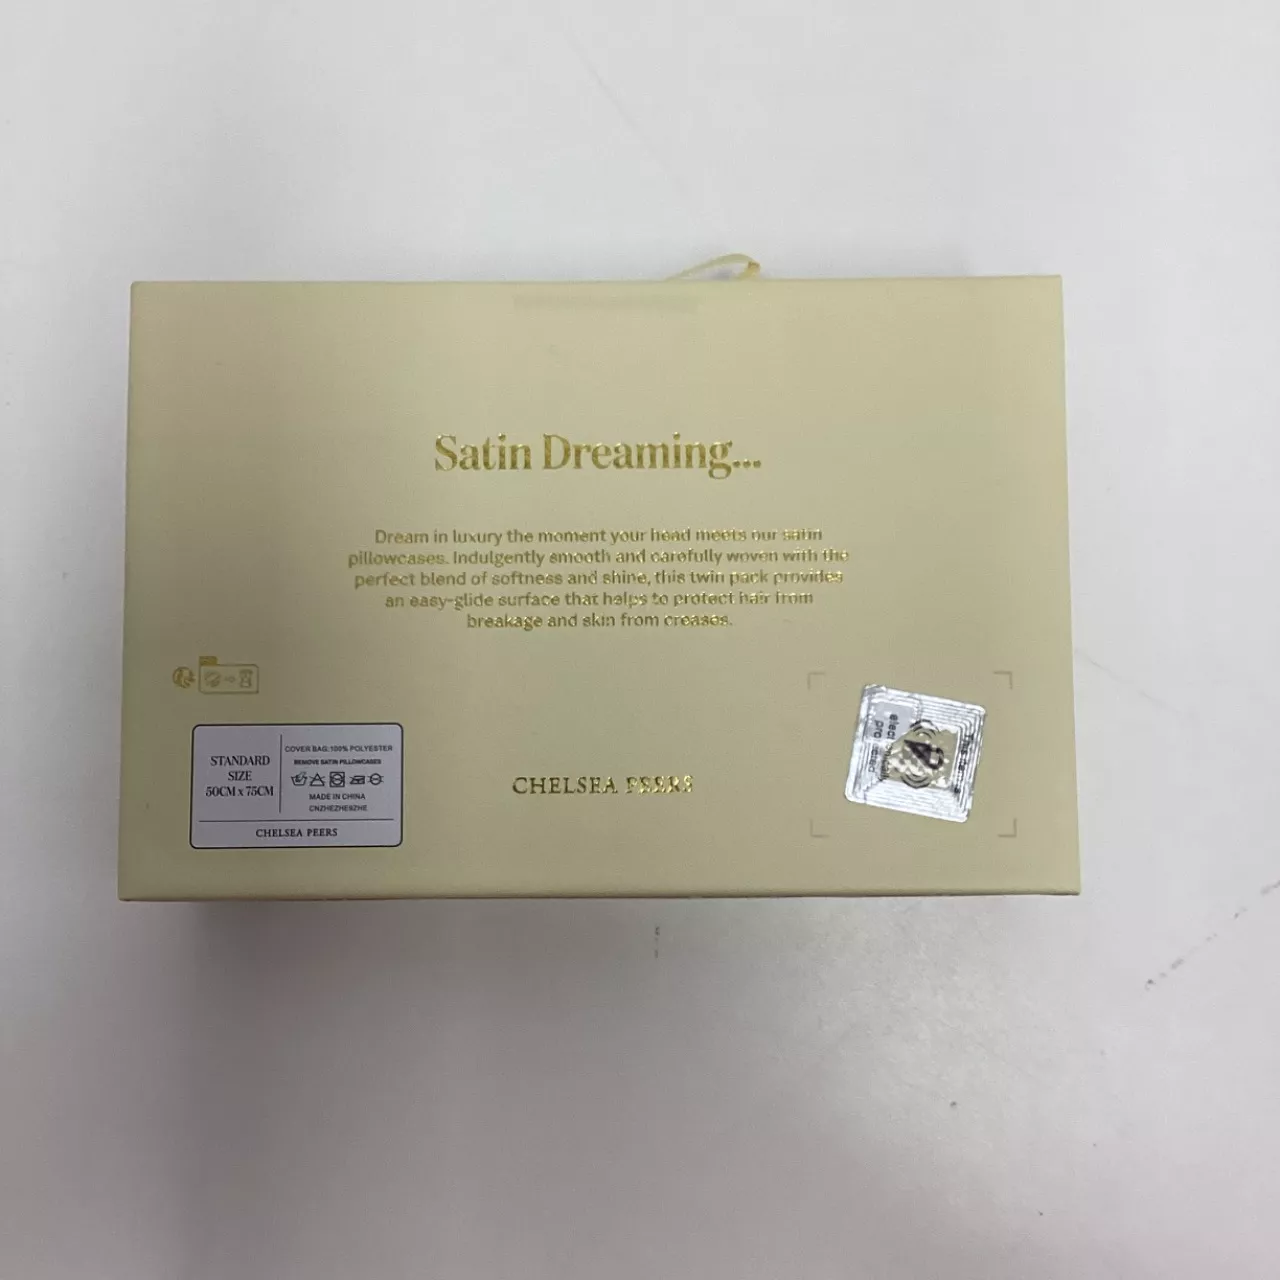 Satin Dreaming...
Dream in luxury the moment your head meets our satin
pillowcases. Indulgently smooth and carefully woven with the
perfect blend of softness and shine, this twin pack provides
an easy-glide surface that helps to protect hair from
breakage and skin from creases.
STANDARD
SIZE
50CM x 75CM
COVER BAG:100% POLYESTER
REMOVE SATIN PILLOWCASES
MADE IN CHINA
CNZHEZHE9ZHE
CHELSEA PEERS
CHELSEA PEERS